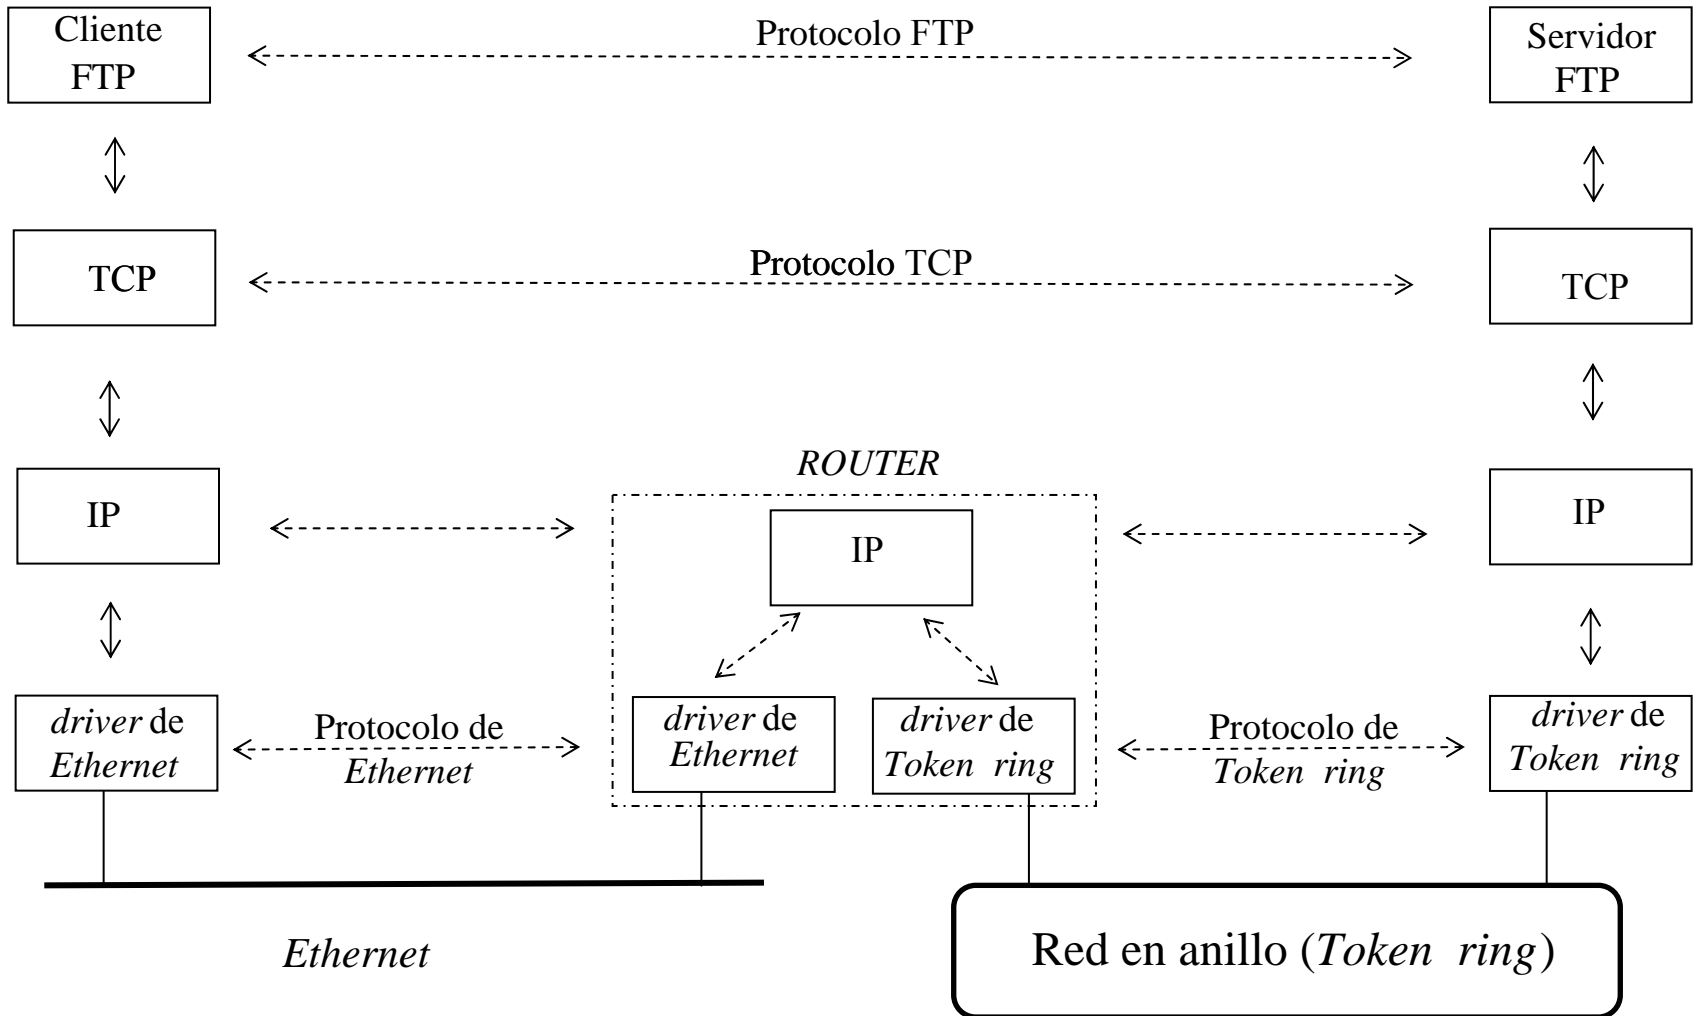 Cliente
FTP
Protocolo FTP
Servidor
FTP
TCP
Protocolo TCP
TCP
IP
ROUTER
IP
IP
driver de
Ethernet
Protocolo de
Ethernet
driver de
Ethernet
driver de
Token ring
Protocolo de
Token ring
driver de
Token ring
Ethernet
Red en anillo (Token ring)